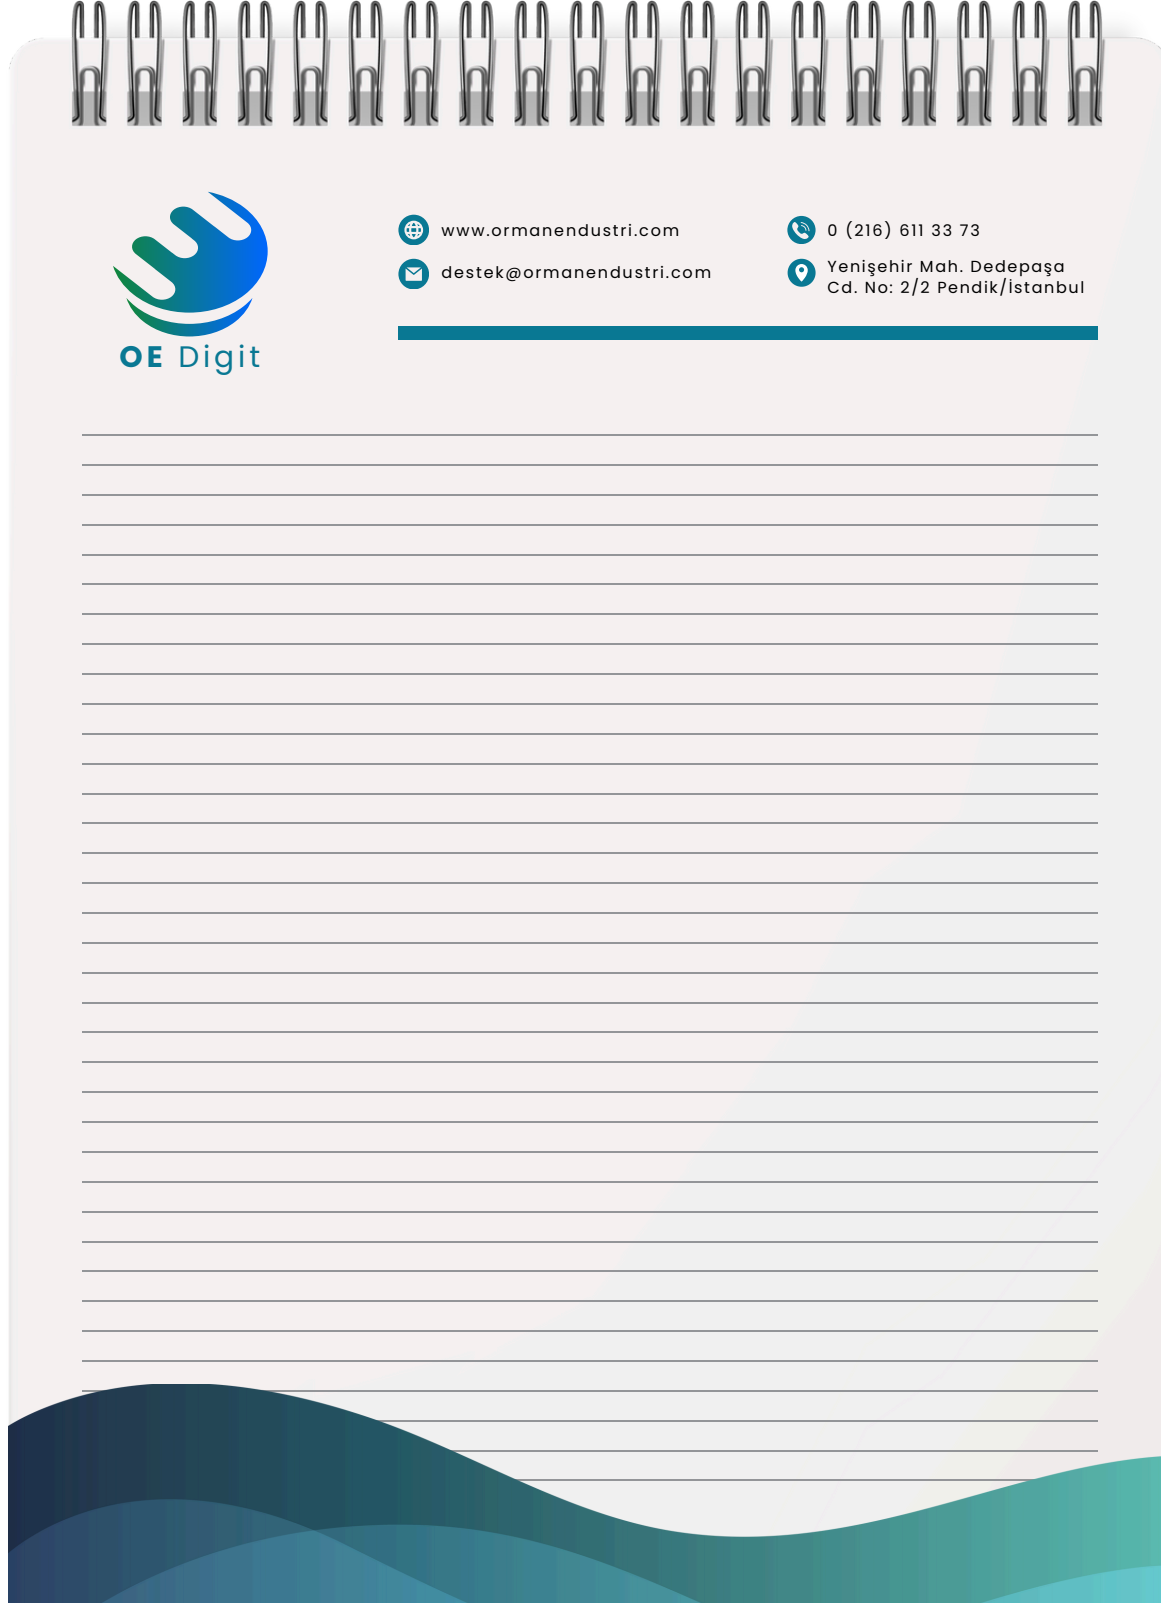 www.ormanendustri.com
0 (216) 611 33 73
destek@ormanendustri.com
Yenişehir Mah. Dedepaşa
Cd. No: 2/2 Pendik/İstanbul
OE Digit